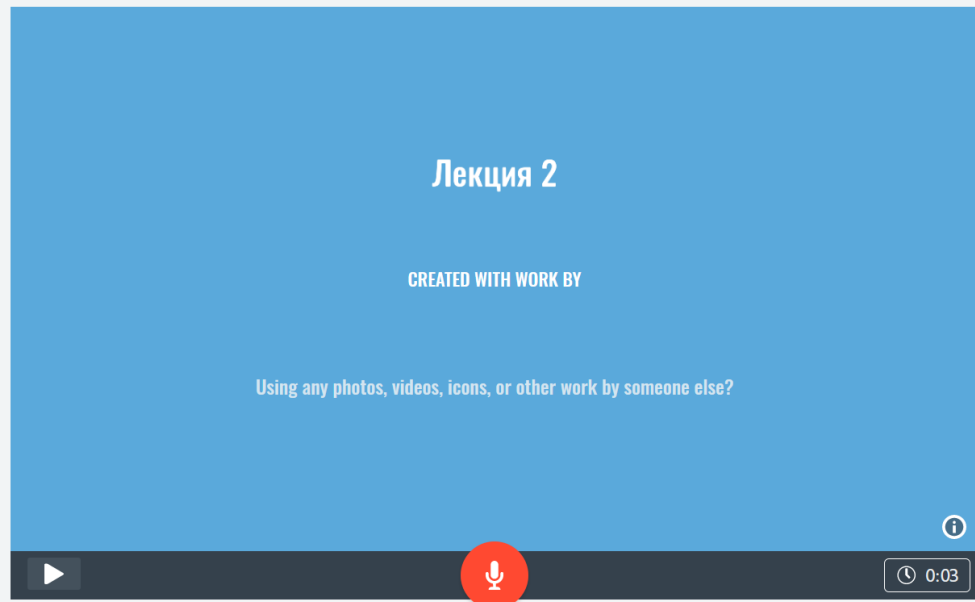 Лекция 2
CREATED WITH WORK BY
Using any photos, videos, icons, or other work by someone else?
0:03